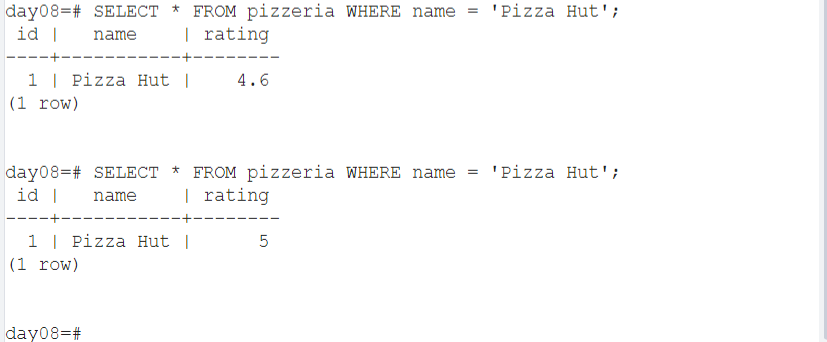 day08=# SELECT * FROM pizzeria WHERE name = 'Pizza Hut';
 id |   name    | rating
----+-----------+--------
  1 | Pizza Hut |    4.6
(1 row)
day08=# SELECT * FROM pizzeria WHERE name = 'Pizza Hut';
 id |   name    | rating
----+-----------+--------
  1 | Pizza Hut |      5
(1 row)
day08=#